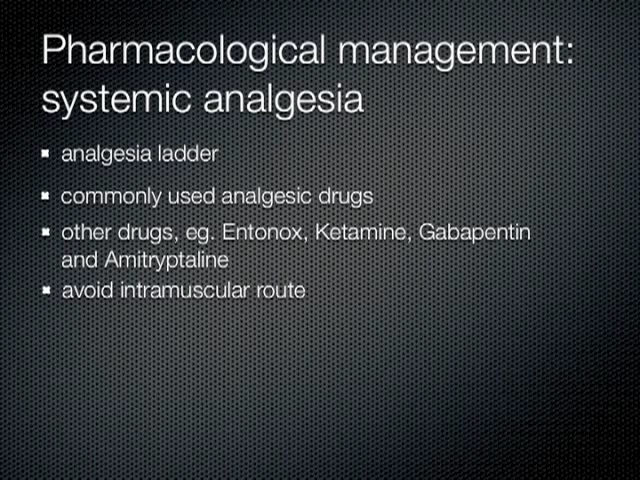 Pharmacological management:
systemic analgesia
analgesia ladder
commonly used analgesic drugs
other drugs, eg. Entonox, Ketamine, Gabapentin
and Amitryptaline
avoid intramuscular route